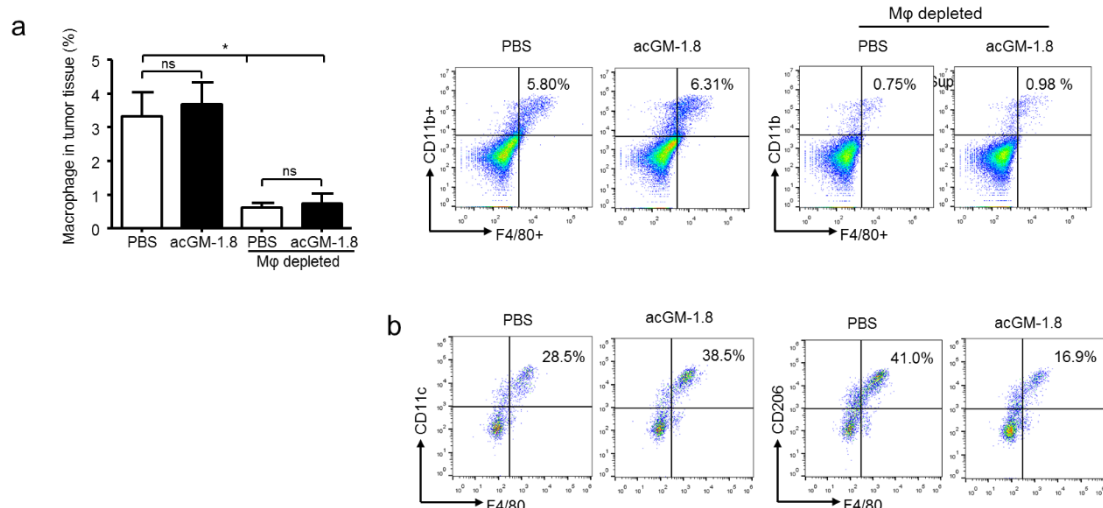 a
Macrophage in tumor tissue (%)
5
4
3
2
1
0
*
ns
ns
PBS
acGM-1.8
PBS
acGM-1.8
Mφ depleted
PBS
acGM-1.8
5.80%
6.31%
CD11b+
F4/80+
Mφ depleted
PBS
acGM-1.8
Sup
0.75%
0.98 %
CD11b
F4/80+
b
PBS
acGM-1.8
28.5%
38.5%
CD11c
F4/80
PBS
acGM-1.8
41.0%
16.9%
CD206
F4/80